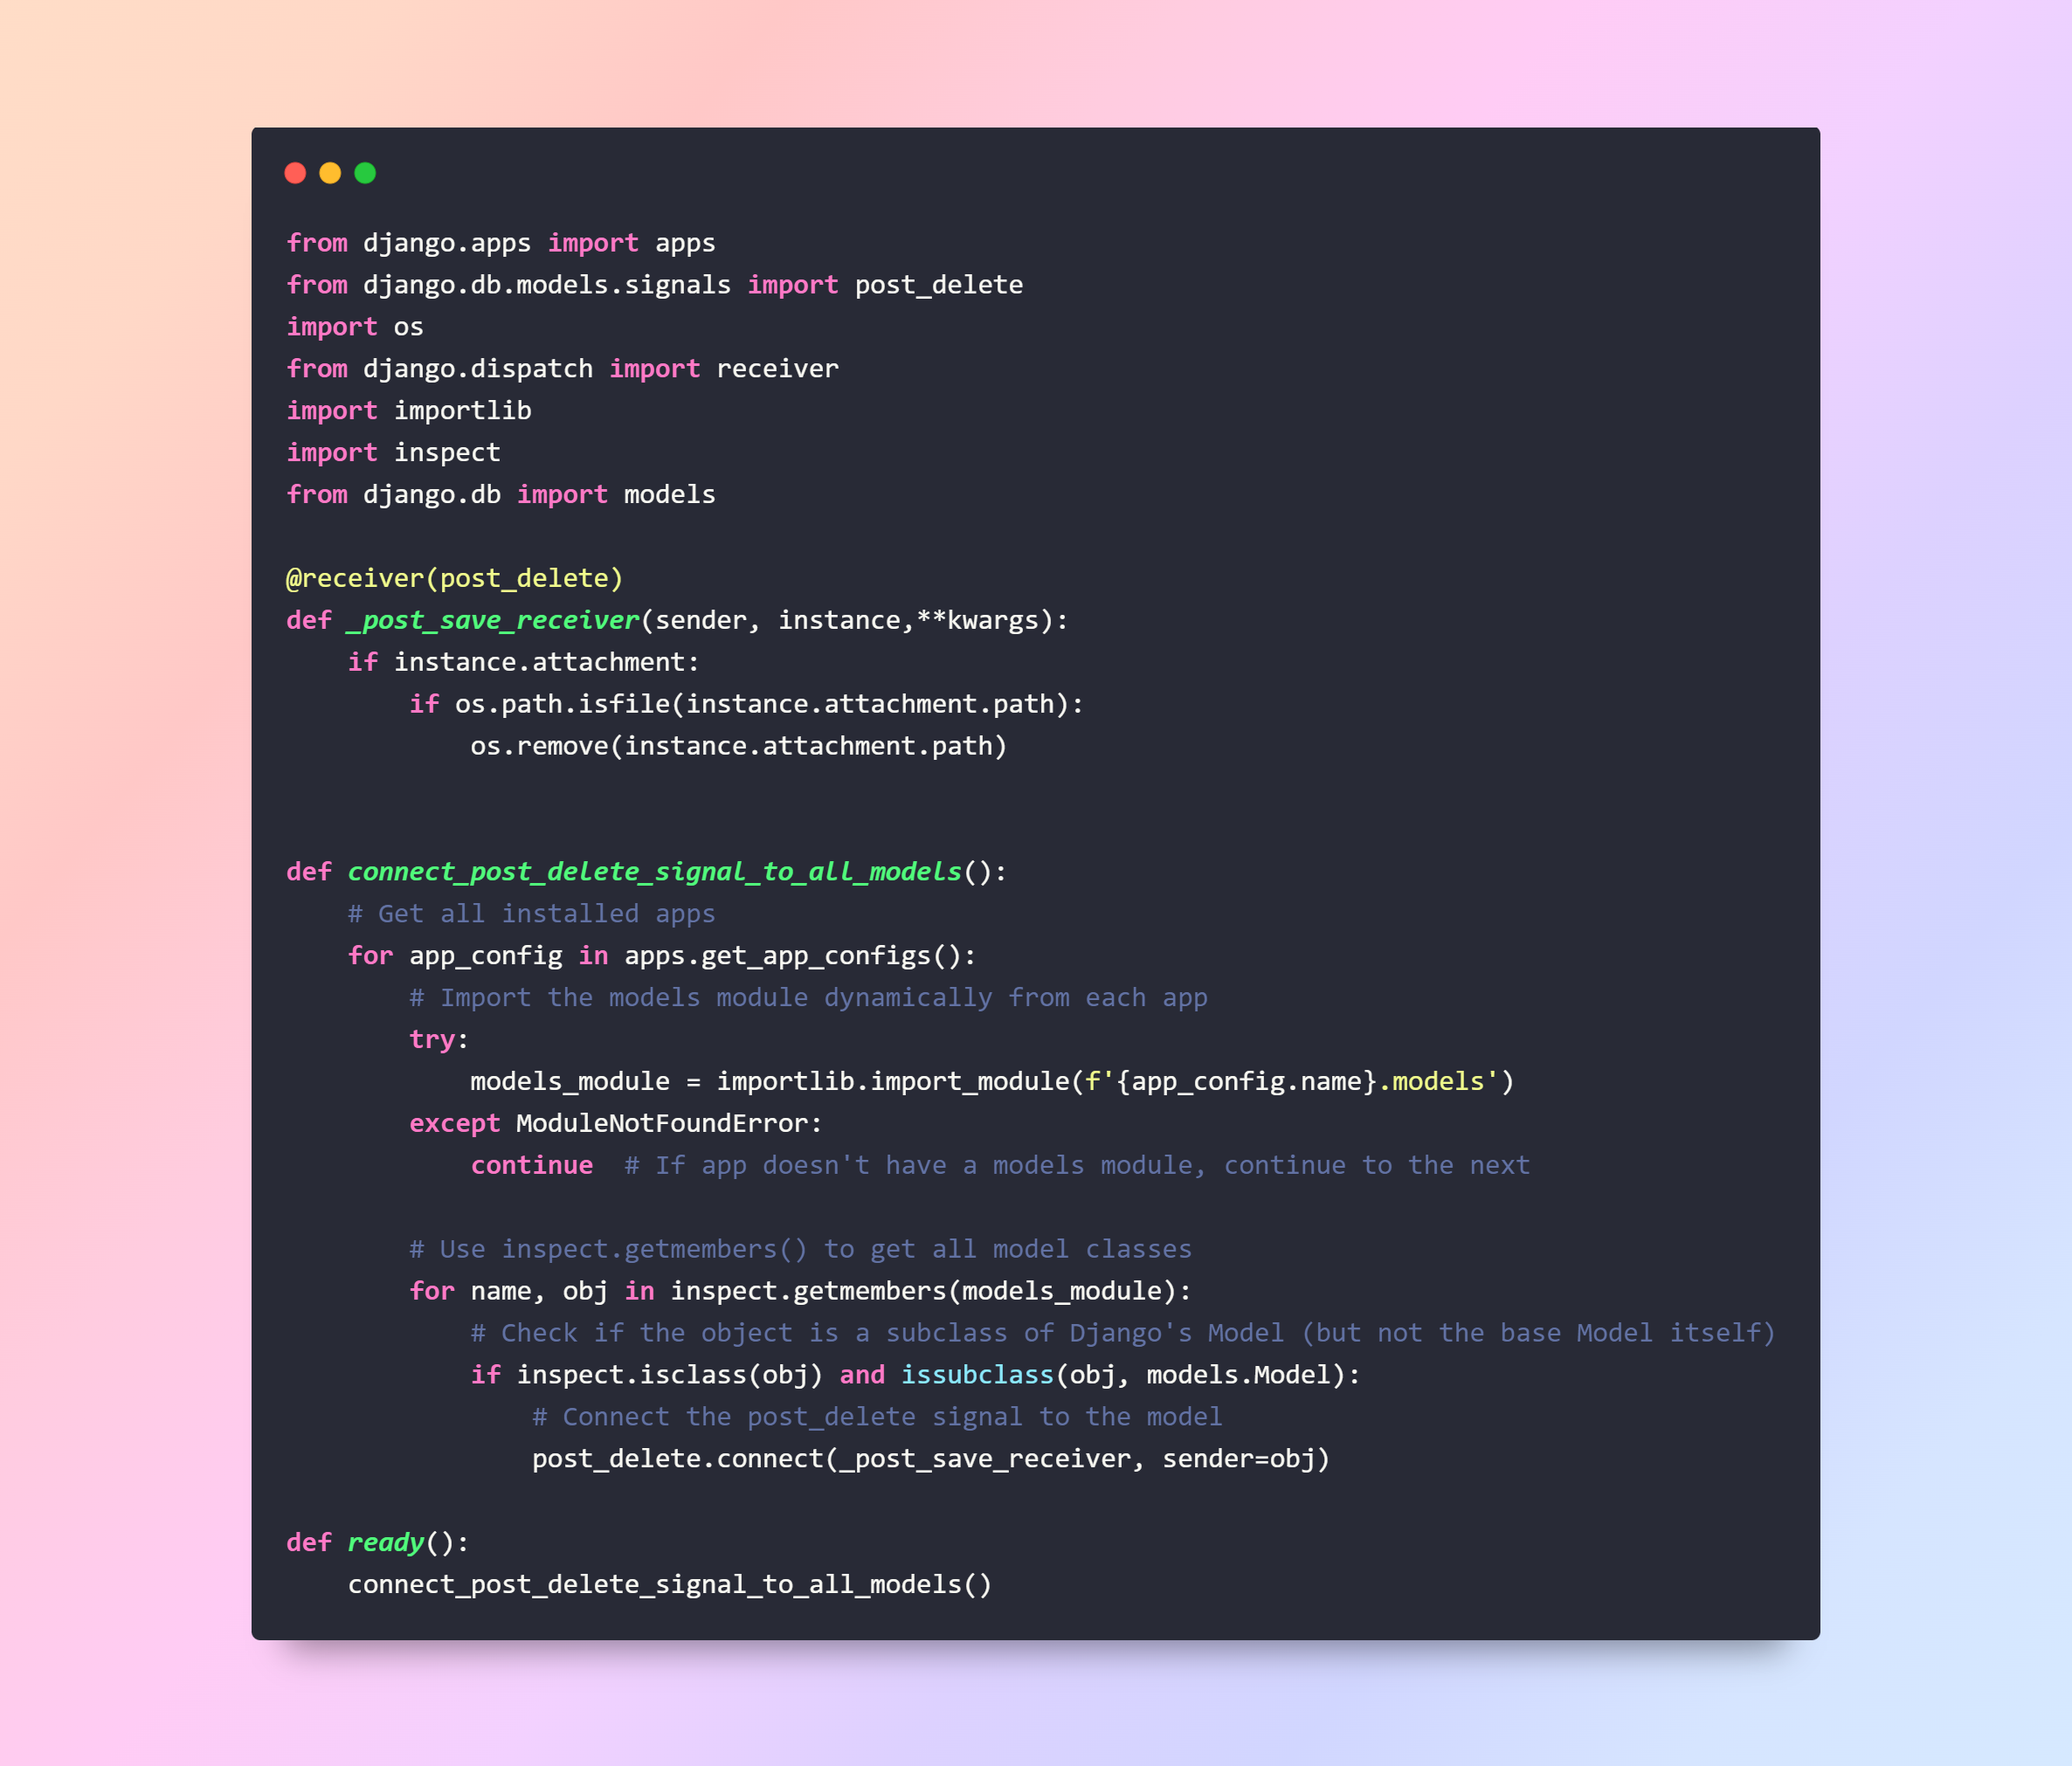 from django.apps import apps
from django.db.models.signals import post_delete
import os
from django.dispatch import receiver
import importlib
import inspect
from django.db import models

@receiver(post_delete)
def _post_save_receiver(sender, instance,**kwargs):
    if instance.attachment:
        if os.path.isfile(instance.attachment.path):
            os.remove(instance.attachment.path)


def connect_post_delete_signal_to_all_models():
    # Get all installed apps
    for app_config in apps.get_app_configs():
        # Import the models module dynamically from each app
        try:
            models_module = importlib.import_module(f'{app_config.name}.models')
        except ModuleNotFoundError:
            continue  # If app doesn't have a models module, continue to the next

        # Use inspect.getmembers() to get all model classes
        for name, obj in inspect.getmembers(models_module):
            # Check if the object is a subclass of Django's Model (but not the base Model itself)
            if inspect.isclass(obj) and issubclass(obj, models.Model):
                # Connect the post_delete signal to the model
                post_delete.connect(_post_save_receiver, sender=obj)

def ready():
    connect_post_delete_signal_to_all_models()